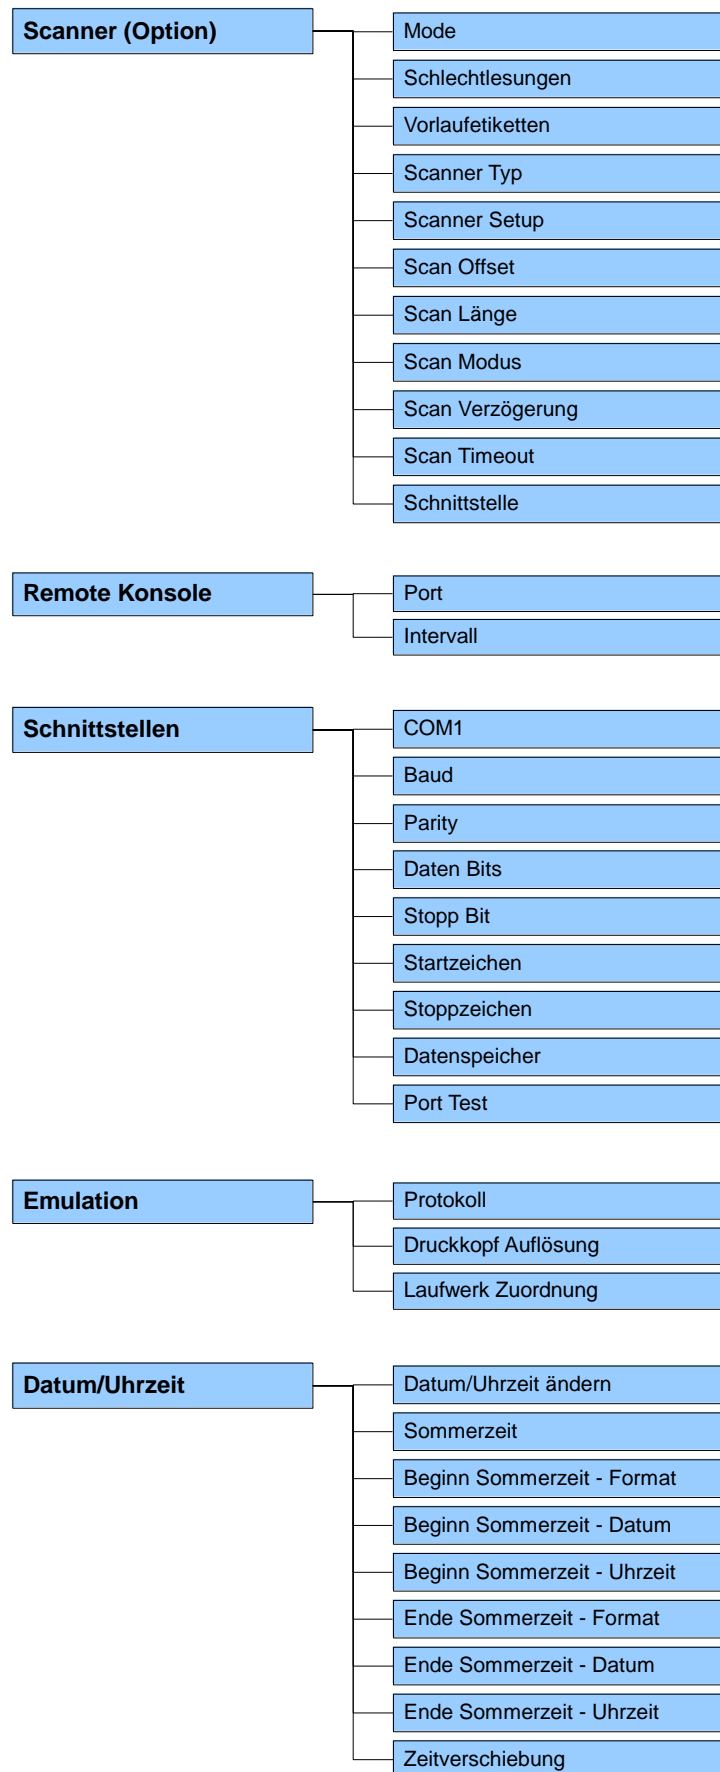 Scanner (Option)
Mode
Schlechtlesungen
Vorlaufetiketten
Scanner Typ
Scanner Setup
Scan Offset
Scan Länge
Scan Modus
Scan Verzögerung
Scan Timeout
Schnittstelle
Remote Konsole
Port
Intervall
Schnittstellen
COM1
Baud
Parity
Daten Bits
Stopp Bit
Startzeichen
Stoppzeichen
Datenspeicher
Port Test
Emulation
Protokoll
Druckkopf Auflösung
Laufwerk Zuordnung
Datum/Uhrzeit
Datum/Uhrzeit ändern
Sommerzeit
Beginn Sommerzeit - Format
Beginn Sommerzeit - Datum
Beginn Sommerzeit - Uhrzeit
Ende Sommerzeit - Format
Ende Sommerzeit - Datum
Ende Sommerzeit - Uhrzeit
Zeitverschiebung